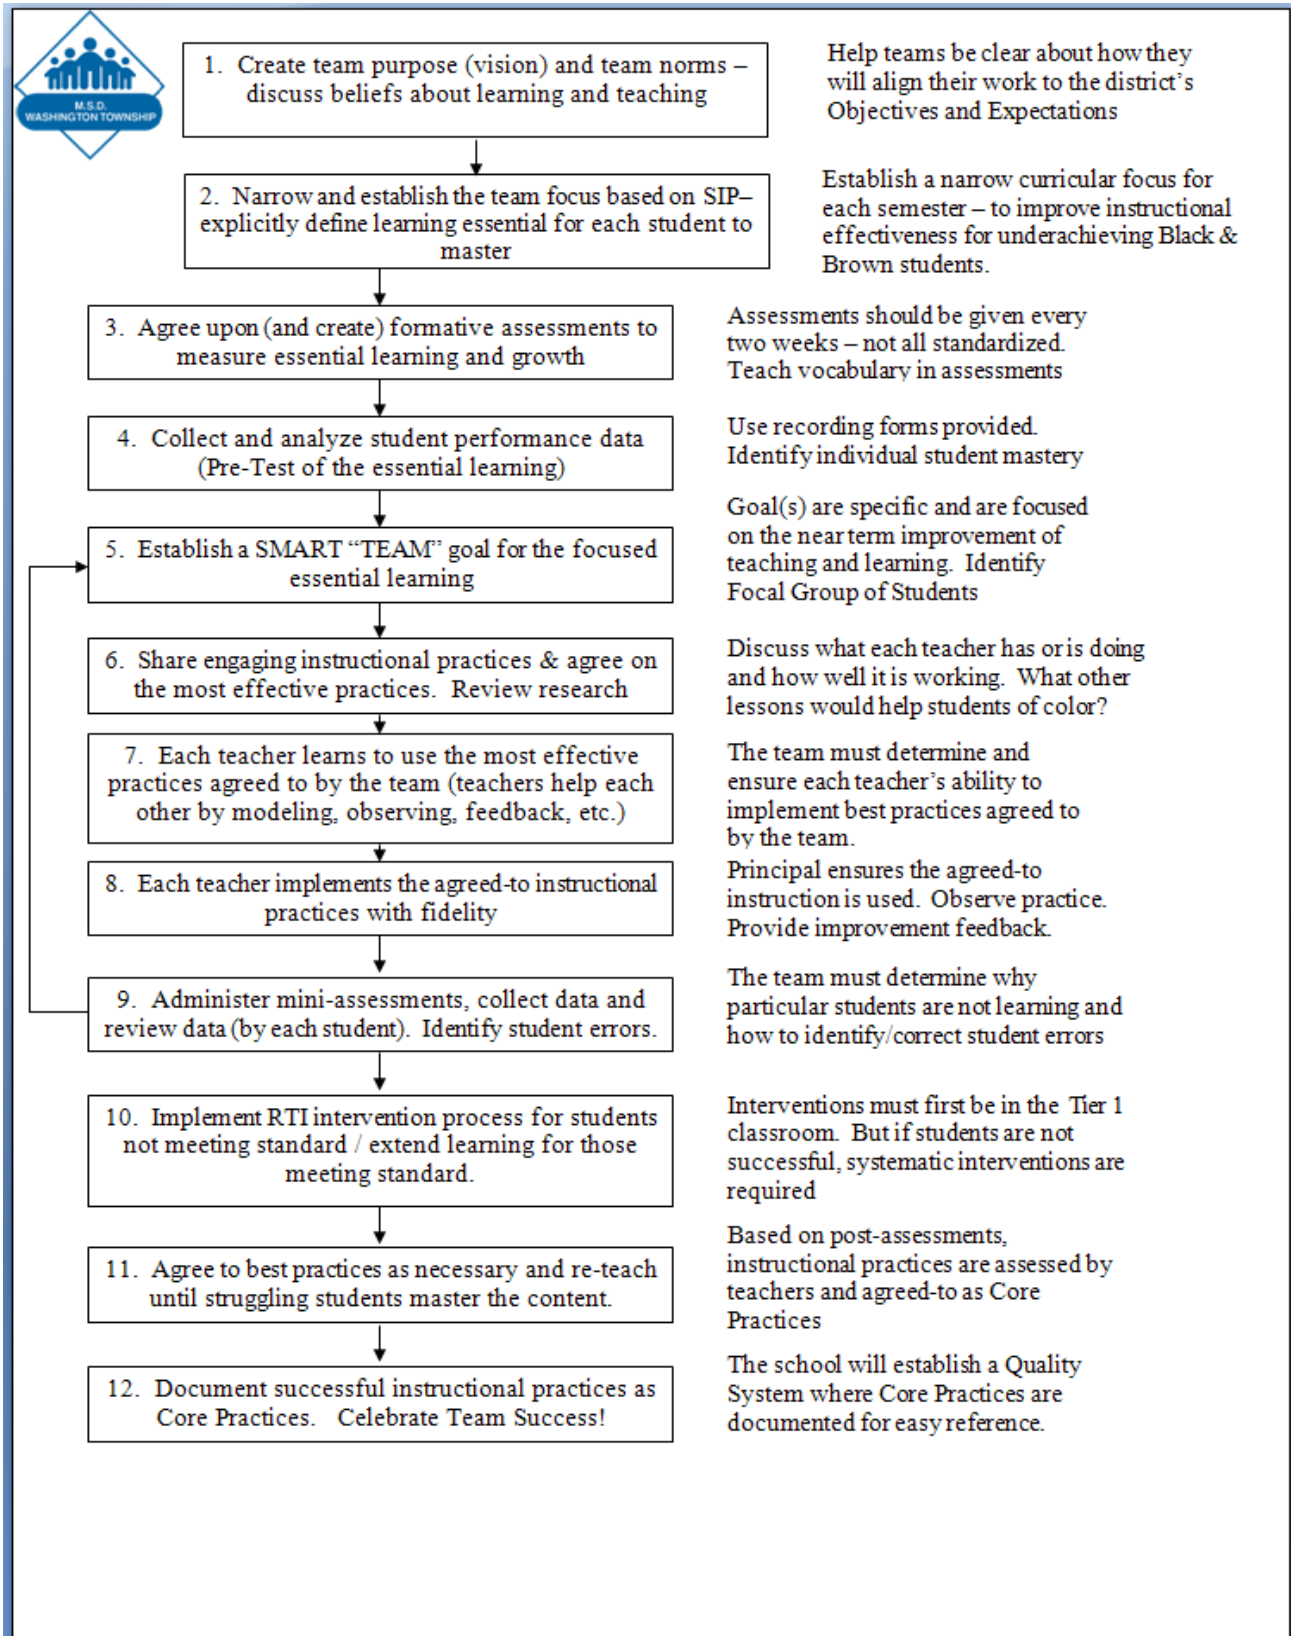 M.S.D.
WASHINGTON TOWNSHIP
1. Create team purpose (vision) and team norms –
discuss beliefs about learning and teaching
Help teams be clear about how they
will align their work to the district's
Objectives and Expectations
2. Narrow and establish the team focus based on SIP–
explicitly define learning essential for each student to
master
Establish a narrow curricular focus for
each semester – to improve instructional
effectiveness for underachieving Black &
Brown students.
3. Agree upon (and create) formative assessments to
measure essential learning and growth
Assessments should be given every
two weeks – not all standardized.
Teach vocabulary in assessments
4. Collect and analyze student performance data
(Pre-Test of the essential learning)
Use recording forms provided.
Identify individual student mastery
5. Establish a SMART “TEAM” goal for the focused
essential learning
Goal(s) are specific and are focused
on the near term improvement of
teaching and learning. Identify
Focal Group of Students
6. Share engaging instructional practices & agree on
the most effective practices. Review research
Discuss what each teacher has or is doing
and how well it is working. What other
lessons would help students of color?
7. Each teacher learns to use the most effective
practices agreed to by the team (teachers help each
other by modeling, observing, feedback, etc.)
The team must determine and
ensure each teacher's ability to
implement best practices agreed to
by the team.
8. Each teacher implements the agreed-to instructional
practices with fidelity
Principal ensures the agreed-to
instruction is used. Observe practice.
Provide improvement feedback.
9. Administer mini-assessments, collect data and
review data (by each student). Identify student errors.
The team must determine why
particular students are not learning and
how to identify/correct student errors
10. Implement RTI intervention process for students
not meeting standard / extend learning for those
meeting standard.
Interventions must first be in the Tier 1
classroom. But if students are not
successful, systematic interventions are
required
11. Agree to best practices as necessary and re-teach
until struggling students master the content.
Based on post-assessments,
instructional practices are assessed by
teachers and agreed-to as Core
Practices
12. Document successful instructional practices as
Core Practices. Celebrate Team Success!
The school will establish a Quality
System where Core Practices are
documented for easy reference.